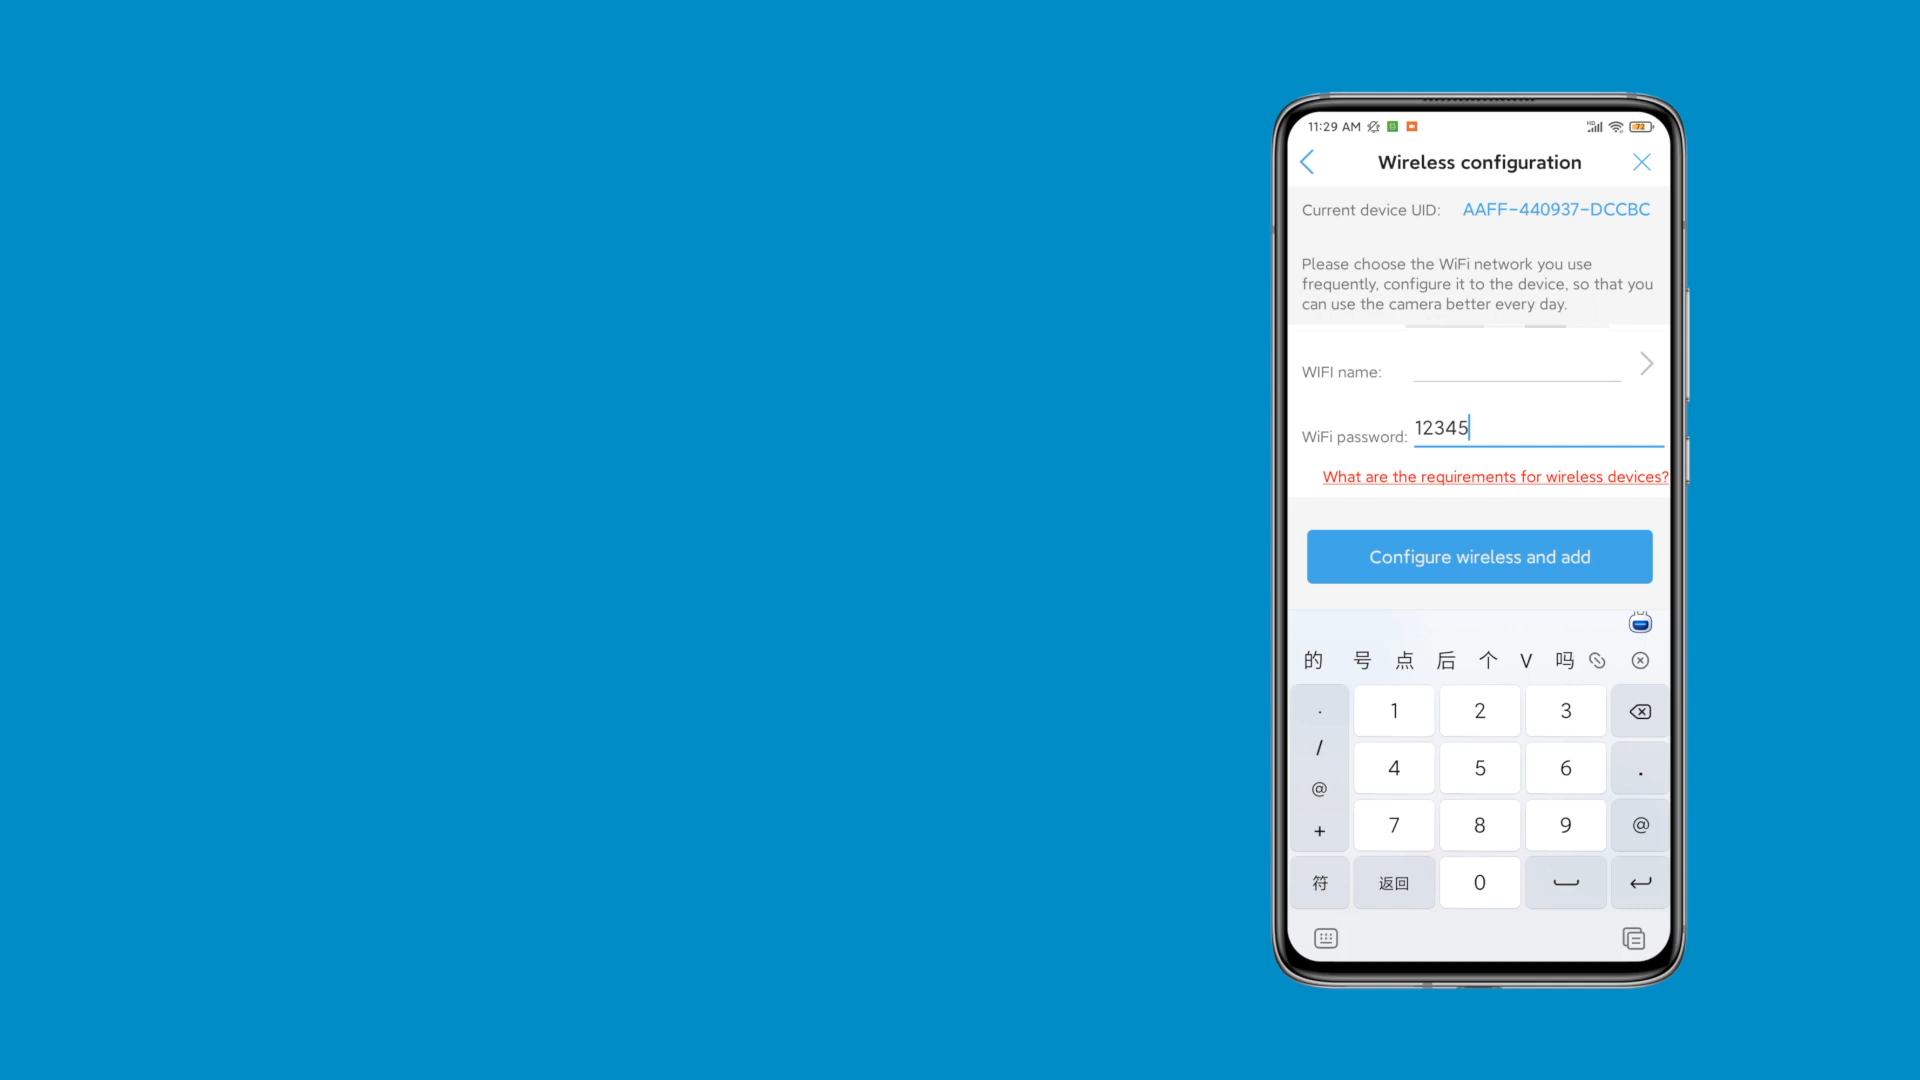 11:29 AM
HD
72
Wireless configuration
Current device UID: AAFF-440937-DCCBC
Please choose the WiFi network you use
frequently, configure it to the device, so that you
can use the camera better every day.
WIFI name:
WiFi password: 12345
What are the requirements for wireless devices?
Configure wireless and add
的 号 点 后 个 V 吗
· 1 2 3
/
4 5 6 .
@
7 8 9 @
+
符 返回 0